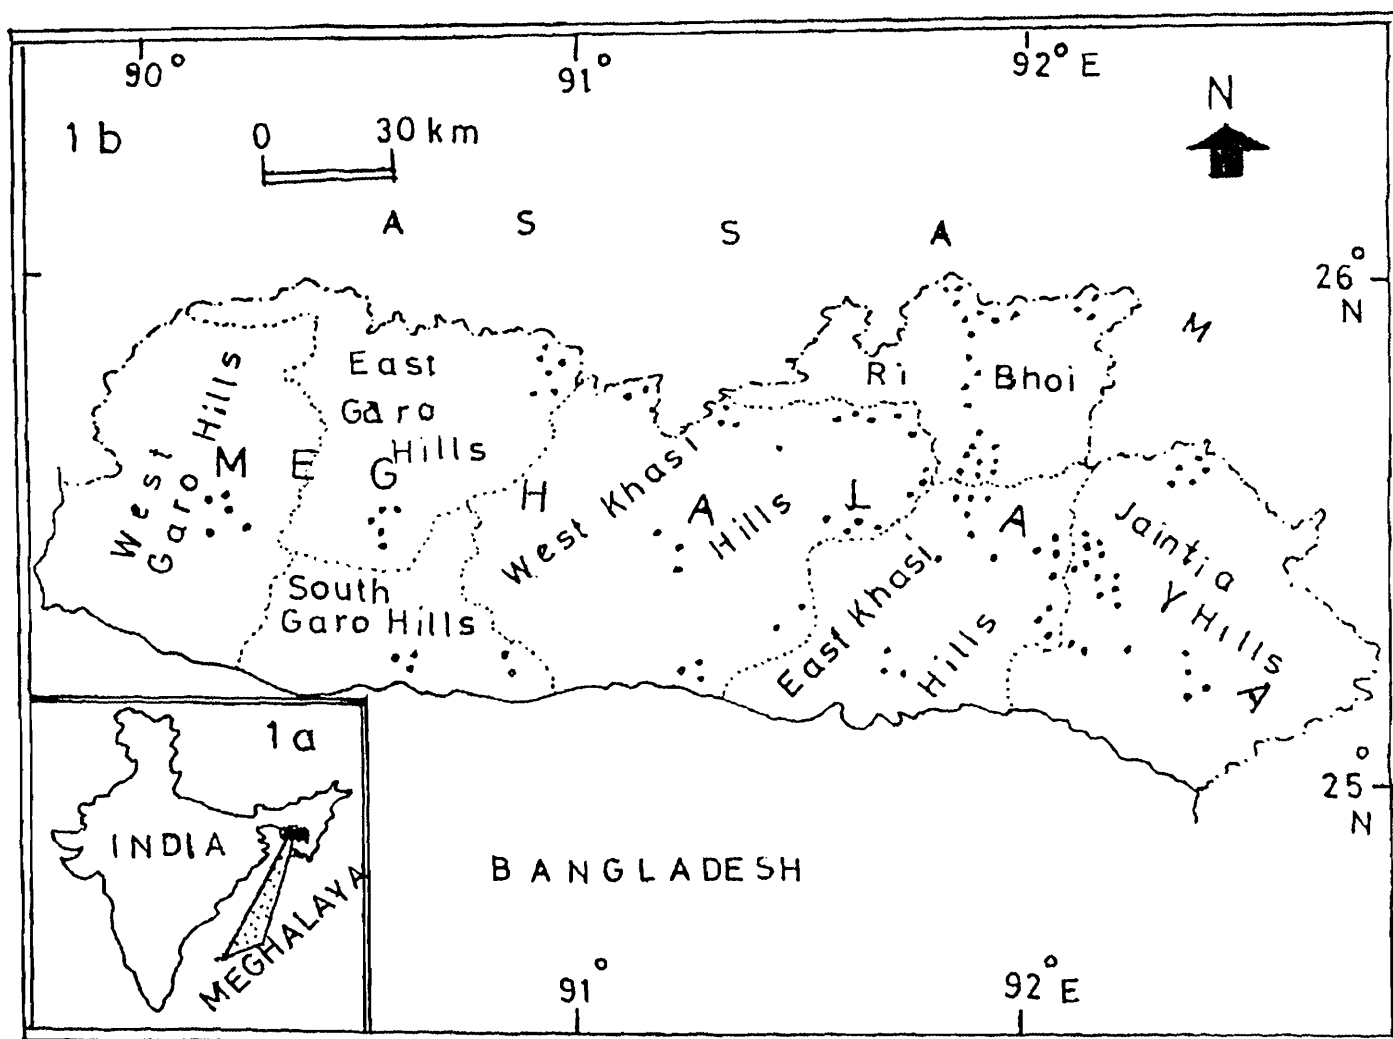 90° 91° 92° E
1 b
0 30 km
N
A S S A M
26°
N
West
Garo Hills
East
Garo
Hills
South
Garo Hills
West Khasi
Hills
Ri Bhoi
East Khasi
Hills
Jaintia
Hills
M E G H A L A Y A
25°
N
1a
INDIA
MEGHALAYA
BANGLADESH
91° 92° E